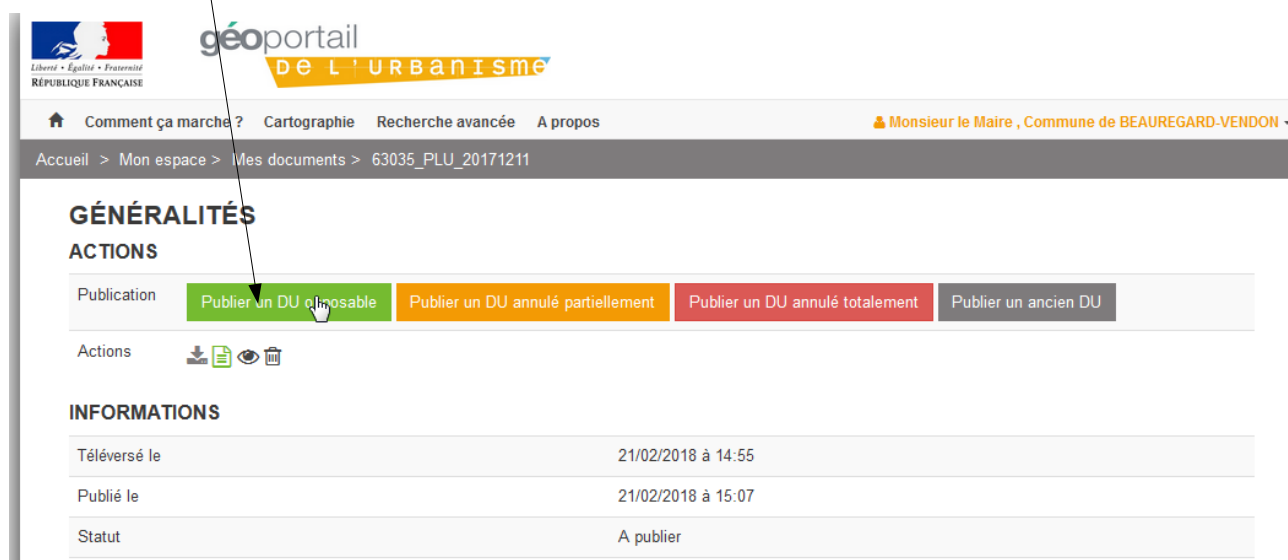 Liberté • Égalité • Fraternité
RÉPUBLIQUE FRANÇAISE
géoportail
De L'URBanIsme
Comment ça marche ? Cartographie Recherche avancée A propos Monsieur le Maire , Commune de BEAUREGARD-VENDON
Accueil > Mon espace > Mes documents > 63035_PLU_20171211
GÉNÉRALITÉS
ACTIONS
Publication Publier un DU opposable Publier un DU annulé partiellement Publier un DU annulé totalement Publier un ancien DU
Actions
INFORMATIONS
Téléversé le 21/02/2018 à 14:55
Publié le 21/02/2018 à 15:07
Statut A publier